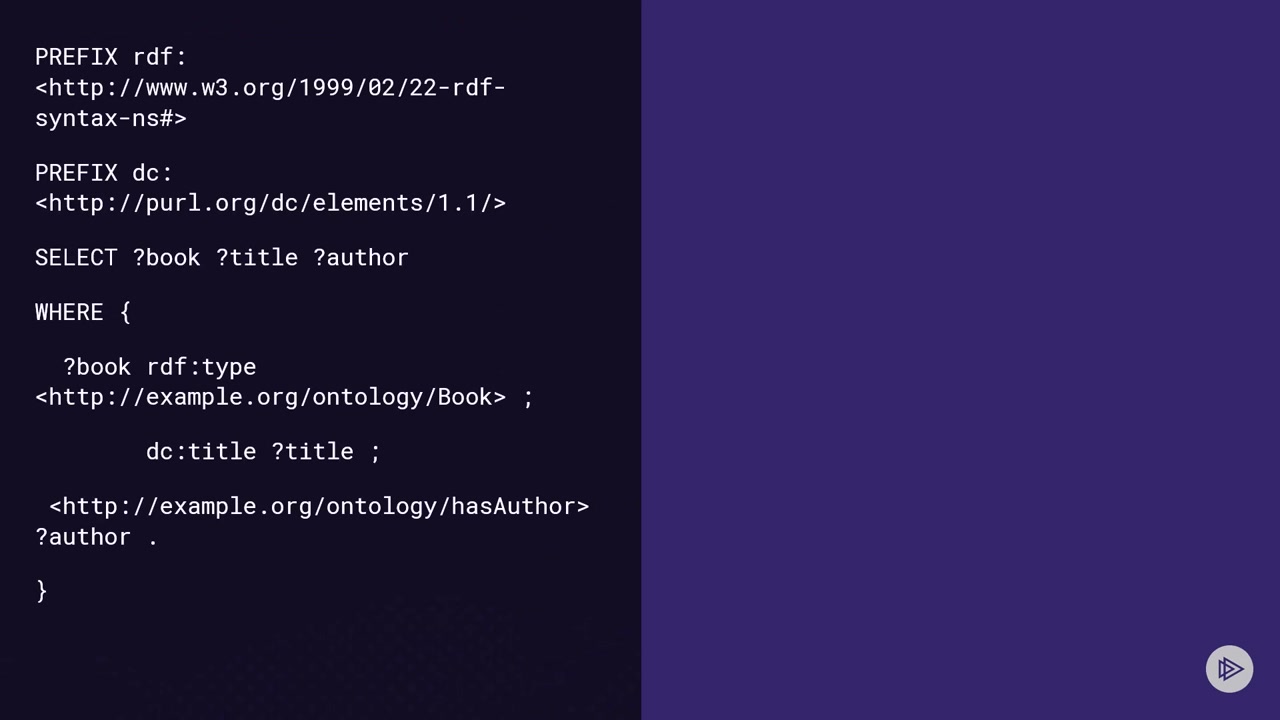 PREFIX rdf:
<http://www.w3.org/1999/02/22-rdf-
syntax-ns#>
PREFIX dc:
<http://purl.org/dc/elements/1.1/>
SELECT ?book ?title ?author
WHERE {
?book rdf:type
<http://example.org/ontology/Book> ;
dc:title ?title ;
<http://example.org/ontology/hasAuthor>
?author .
}